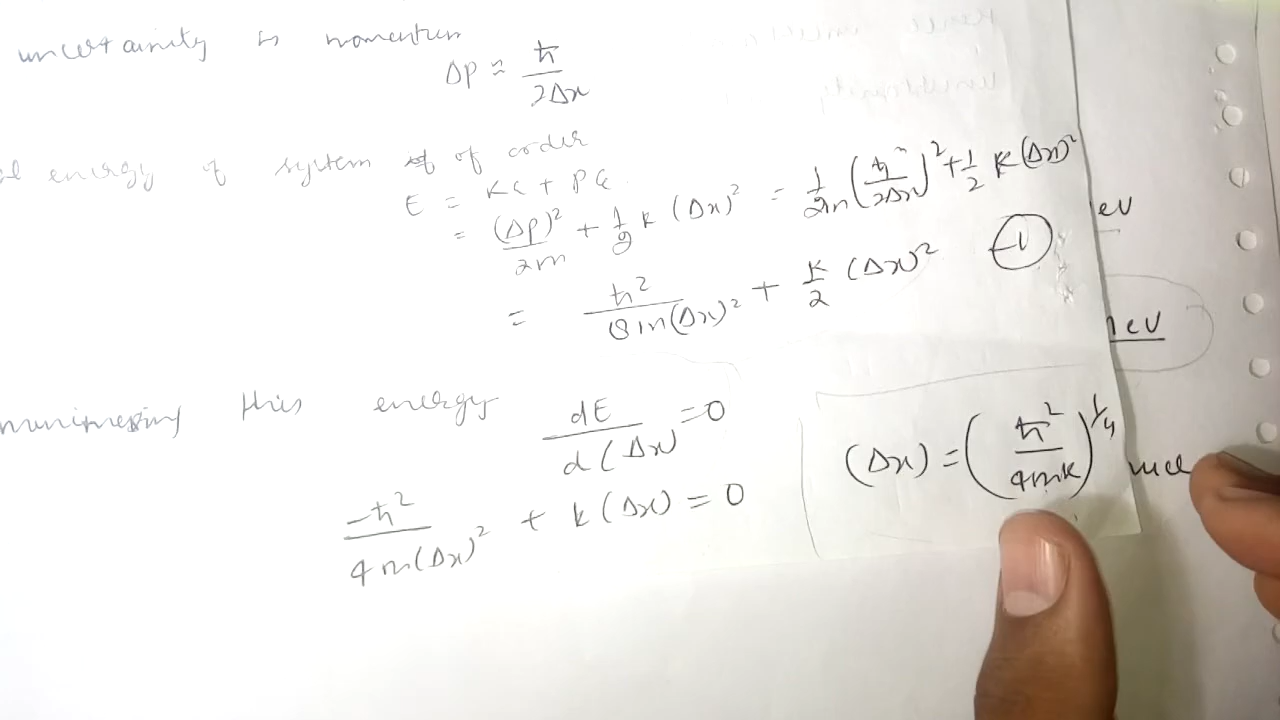 uncertainity in momentum
Δp ≈ ħ / 2Δx
energy of system of order
E = KE + PE
= (Δp)² / 2m + 1/2 k (Δx)² = 1/2m (ħ / 2Δx)² + 1/2 k (Δx)²
= ħ² / 8m(Δx)² + k/2 (Δx)² —1
eV
meV
this energy dE / d(Δx) = 0
-ħ² / 4m(Δx)² + k(Δx) = 0
(Δx) = (ħ² / 4mk)^1/4